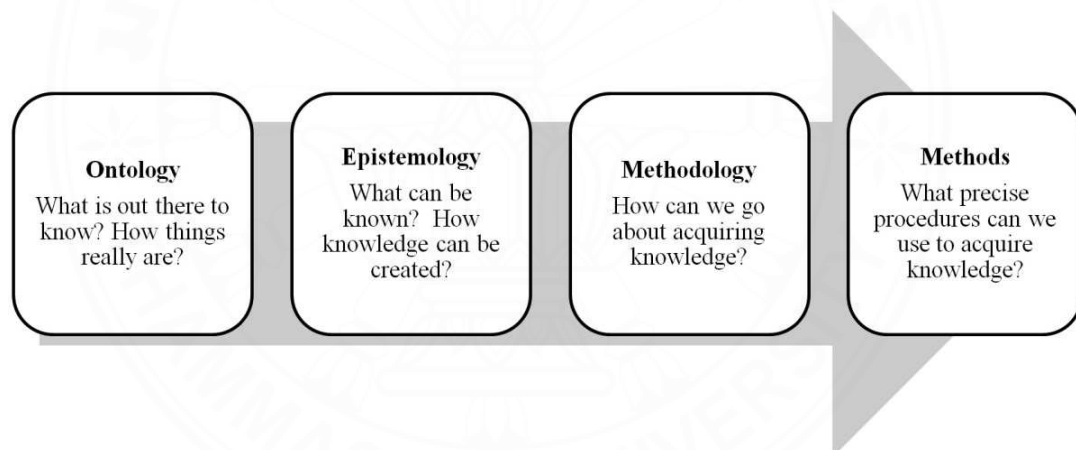 Ontology
What is out there to
know? How things
really are?
Epistemology
What can be
known?  How
knowledge can be
created?
Methodology
How can we go
about acquiring
knowledge?
Methods
What precise
procedures can we
use to acquire
knowledge?